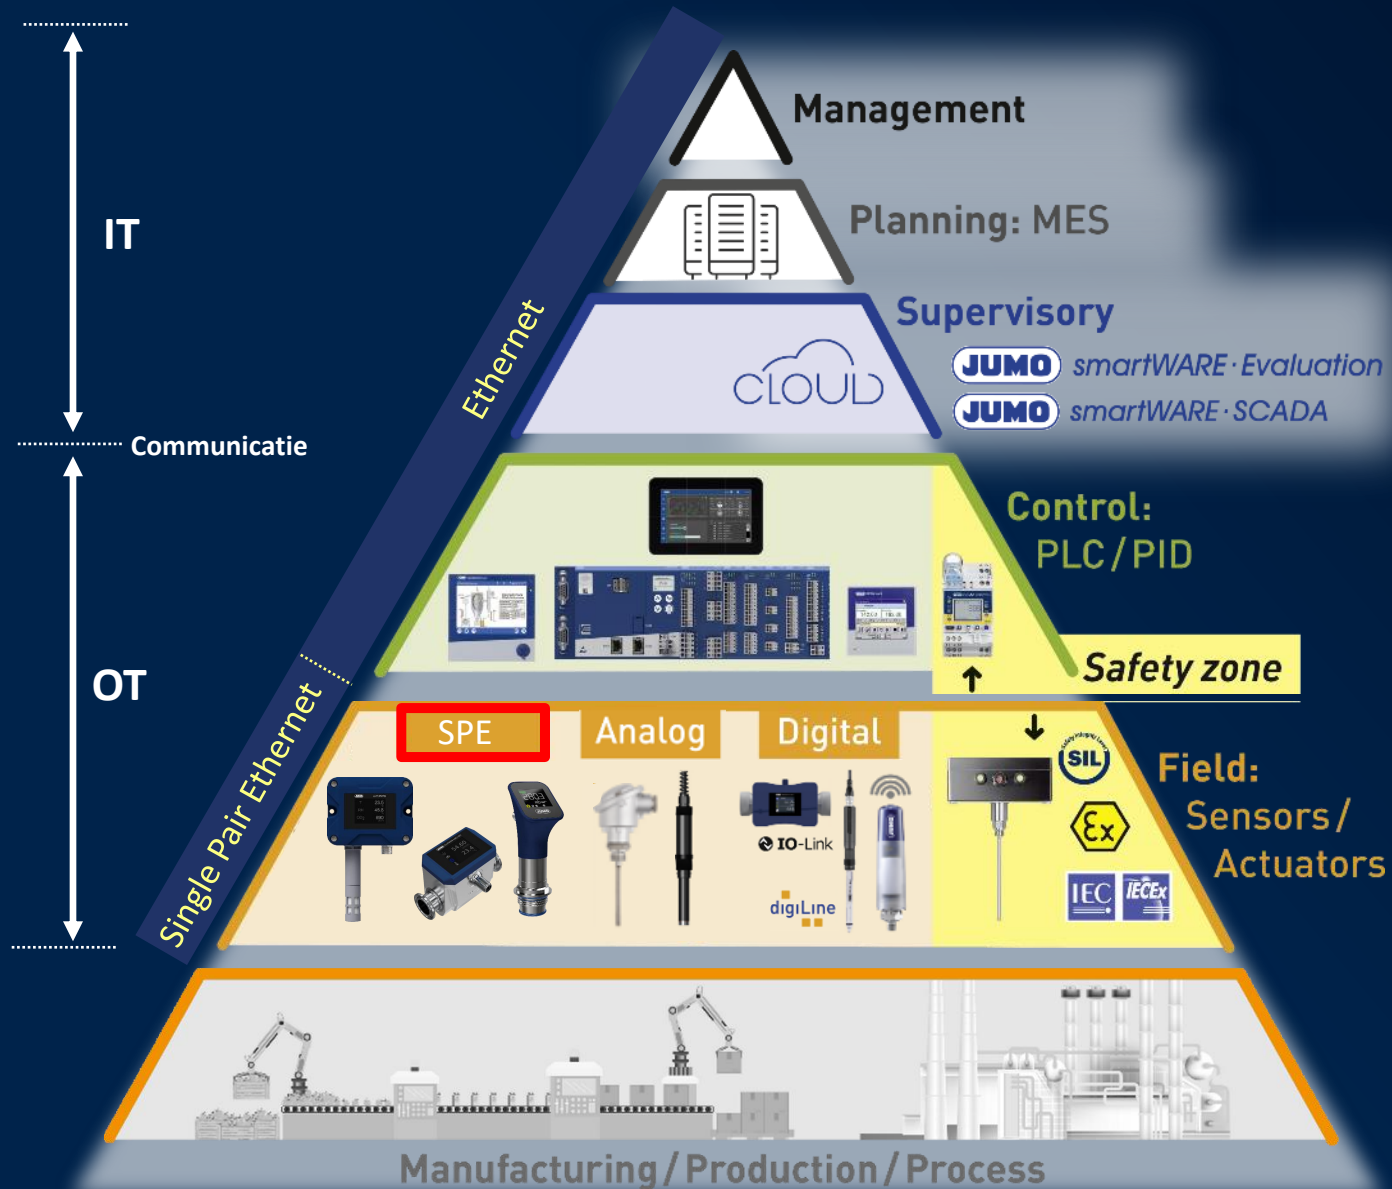 Management
Planning: MES
IT
Ethernet
Supervisory
CLOUD
JUMO smartWARE · Evaluation
JUMO smartWARE · SCADA
Communicatie
Control:
PLC / PID
OT
Safety zone
Single Pair Ethernet
SPE
Analog
Digital
IO-Link
digiLine
SIL
Ex
IEC
IECEx
Field:
Sensors /
Actuators
Manufacturing / Production / Process